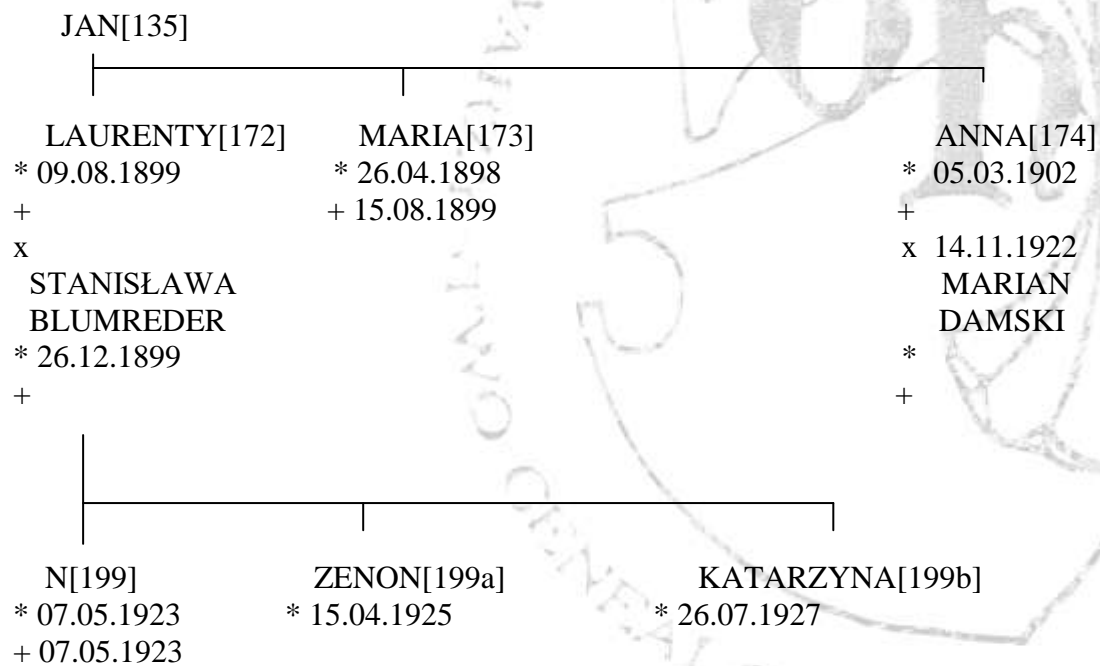 JAN[135]
LAURENTY[172] MARIA[173] ANNA[174]
* 09.08.1899 * 26.04.1898 * 05.03.1902
+ + 15.08.1899 +
x x 14.11.1922
STANISŁAWA MARIAN
BLUMREDER DAMSKI
* 26.12.1899 *
+ +
N[199] ZENON[199a] KATARZYNA[199b]
* 07.05.1923 * 15.04.1925 * 26.07.1927
+ 07.05.1923